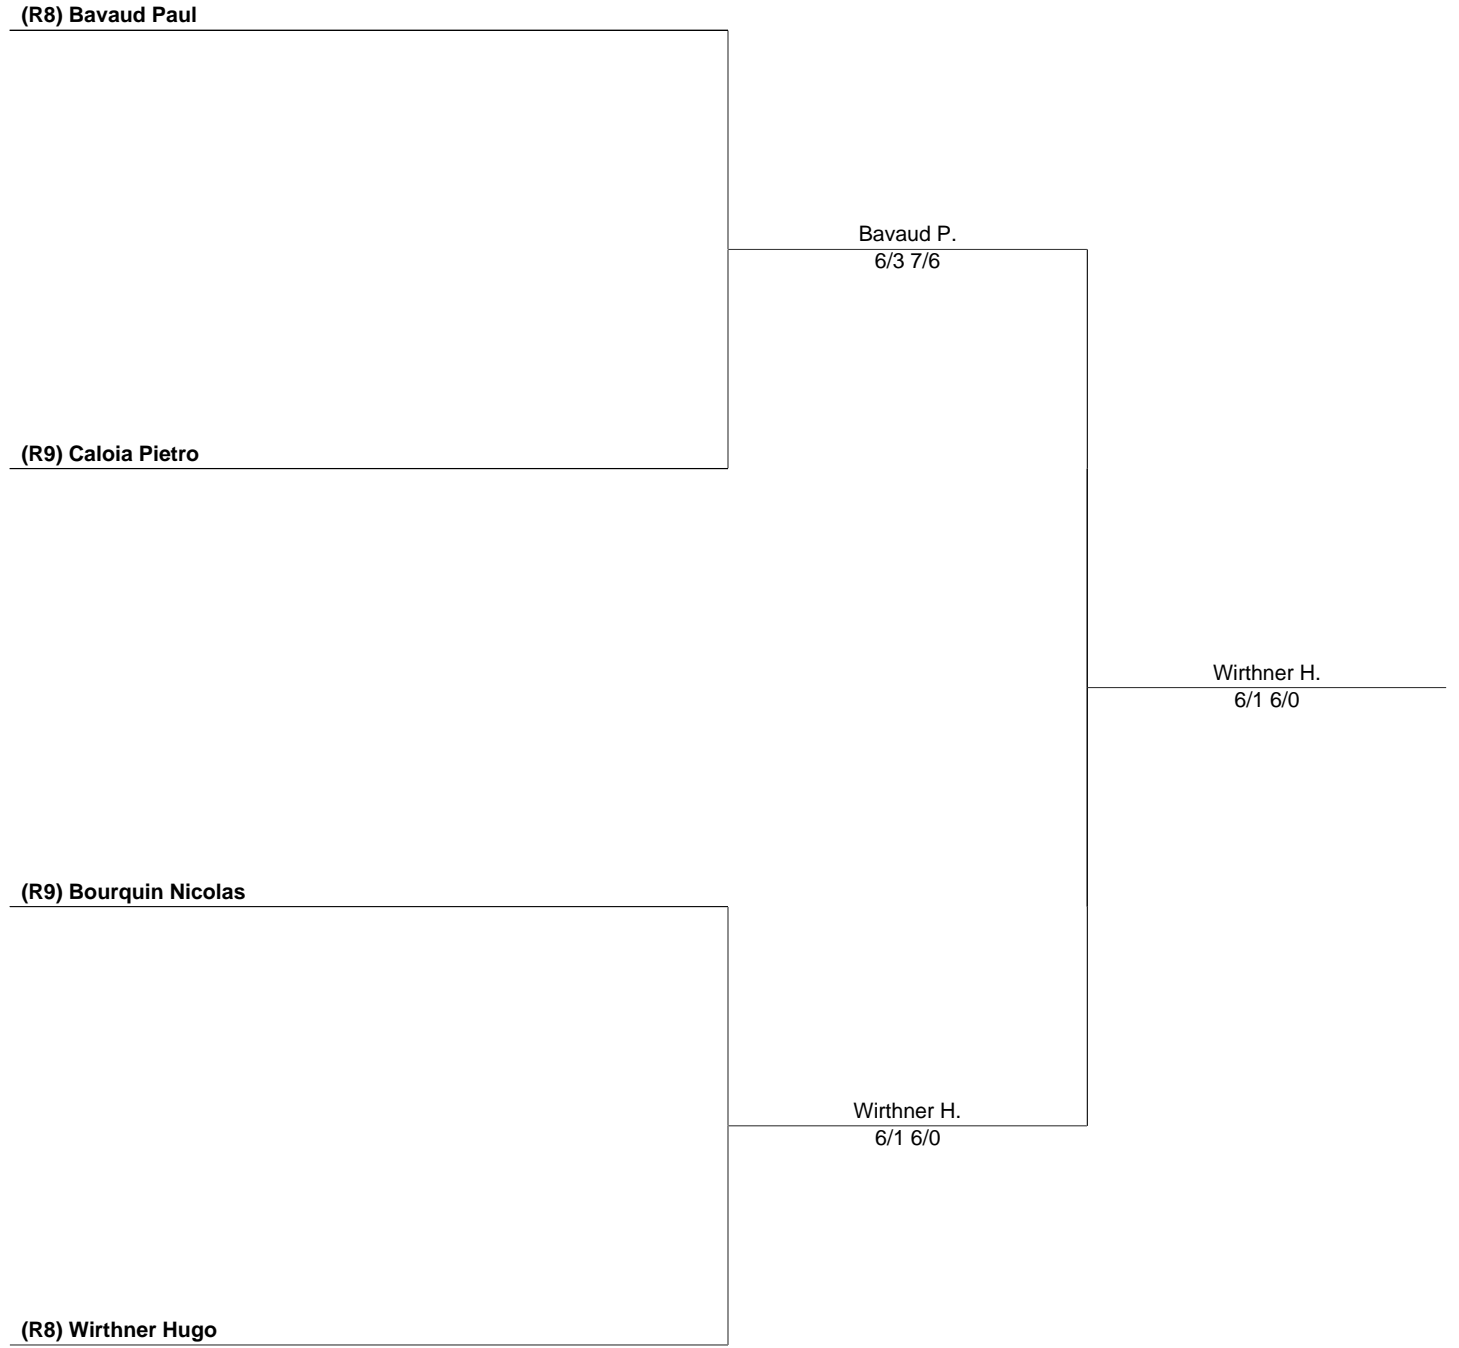 (R8) Bavaud Paul
Bavaud P.
6/3 7/6
(R9) Caloia Pietro
Wirthner H.
6/1 6/0
(R9) Bourquin Nicolas
Wirthner H.
6/1 6/0
(R8) Wirthner Hugo